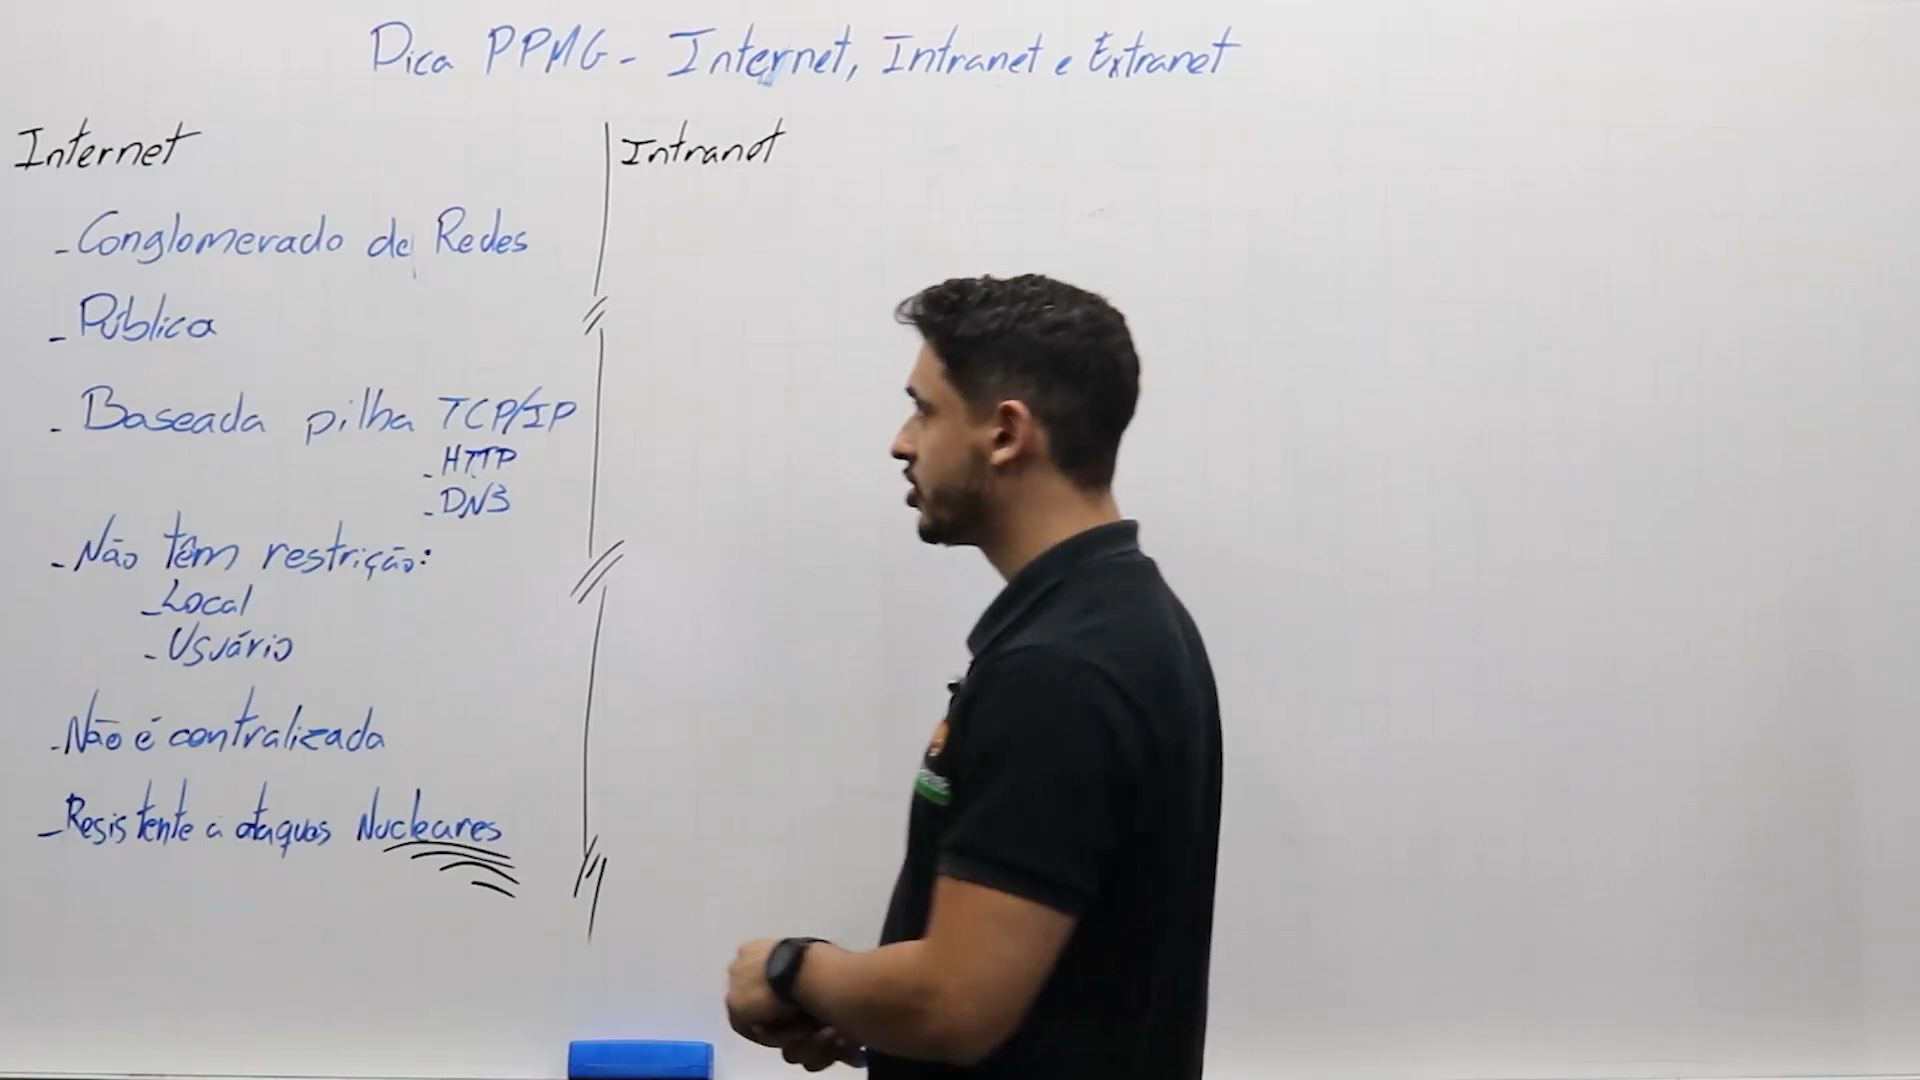 Dica PPMG - Internet, Intranet e Extranet
Internet
- Conglomerado de Redes
- Pública
- Baseada pilha TCP/IP
- HTTP
- DNS
- Não têm restrição:
- Local
- Usuário
- Não é centralizada
- Resistente a ataques Nucleares
Intranet